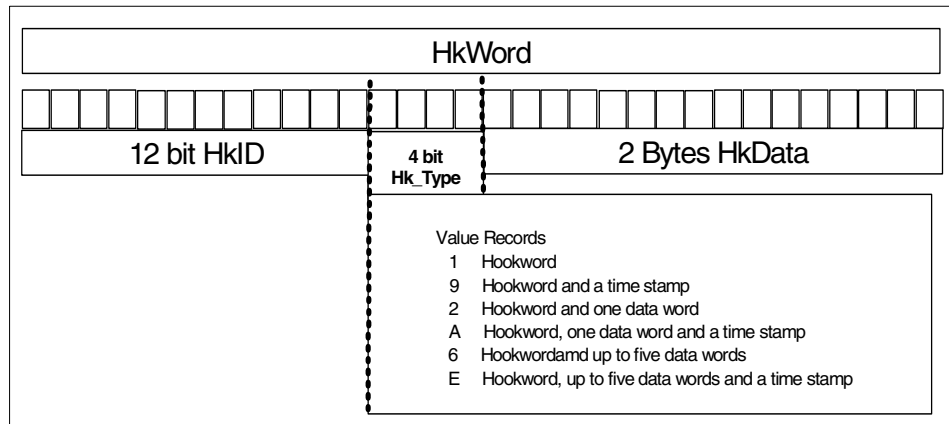 HkWord
12 bit HkID
4 bit
Hk_Type
2 Bytes HkData
Value Records
1 Hookword
9 Hookword and a time stamp
2 Hookword and one data word
A Hookword, one data word and a time stamp
6 Hookwordamd up to five data words
E Hookword, up to five data words and a time stamp